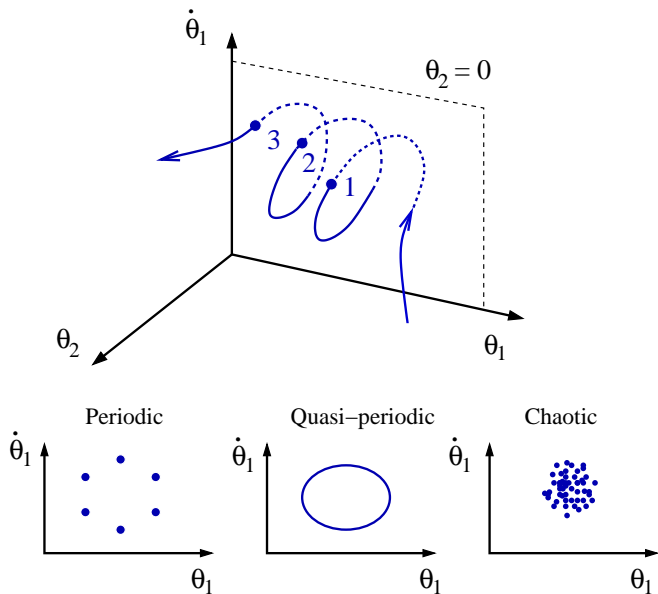 θ̇₁
θ₂ = 0
3
2
1
θ₂
θ₁
Periodic
Quasi−periodic
Chaotic
θ̇₁
θ̇₁
θ̇₁
θ₁
θ₁
θ₁